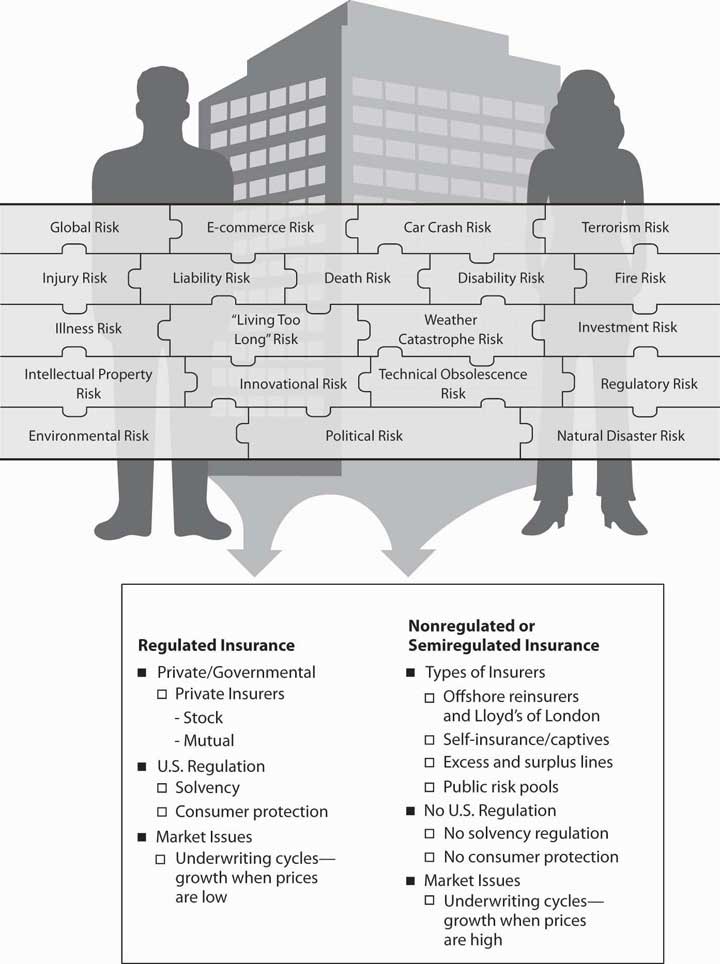 Global Risk
E-commerce Risk
Car Crash Risk
Terrorism Risk
Injury Risk
Liability Risk
Death Risk
Disability Risk
Fire Risk
Illness Risk
“Living Too
Long” Risk
Weather
Catastrophe Risk
Investment Risk
Intellectual Property
Risk
Innovational Risk
Technical Obsolescence
Risk
Regulatory Risk
Environmental Risk
Political Risk
Natural Disaster Risk
Regulated Insurance
■ Private/Governmental
□ Private Insurers
- Stock
- Mutual
■ U.S. Regulation
□ Solvency
□ Consumer protection
■ Market Issues
□ Underwriting cycles—
growth when prices
are low
Nonregulated or
Semiregulated Insurance
■ Types of Insurers
□ Offshore reinsurers
and Lloyd’s of London
□ Self-insurance/captives
□ Excess and surplus lines
□ Public risk pools
■ No U.S. Regulation
□ No solvency regulation
□ No consumer protection
■ Market Issues
□ Underwriting cycles—
growth when prices
are high